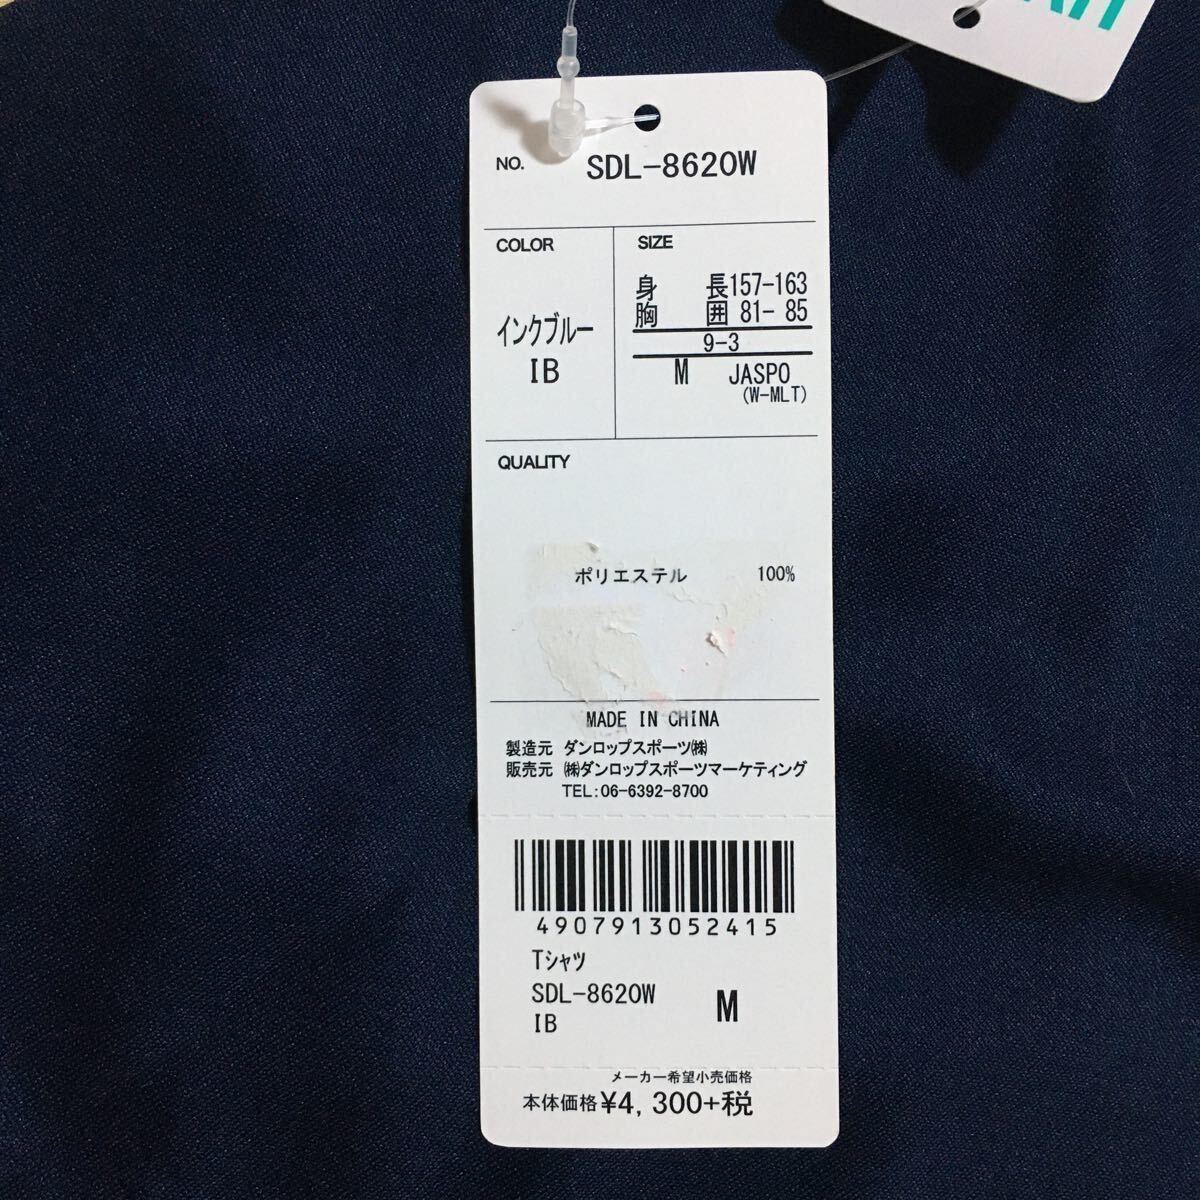 NO. SDL-8620W
COLOR
インクブルー
IB
SIZE
身 長157-163
胸 囲 81- 85
9-3
M JASPO
(W-MLT)
QUALITY
ポリエステル 100%
MADE IN CHINA
製造元 ダンロップスポーツ㈱
販売元 ㈱ダンロップスポーツマーケティング
TEL:06-6392-8700
4907913052415
Tシャツ
SDL-8620W M
IB
メーカー希望小売価格
本体価格¥4,300+税